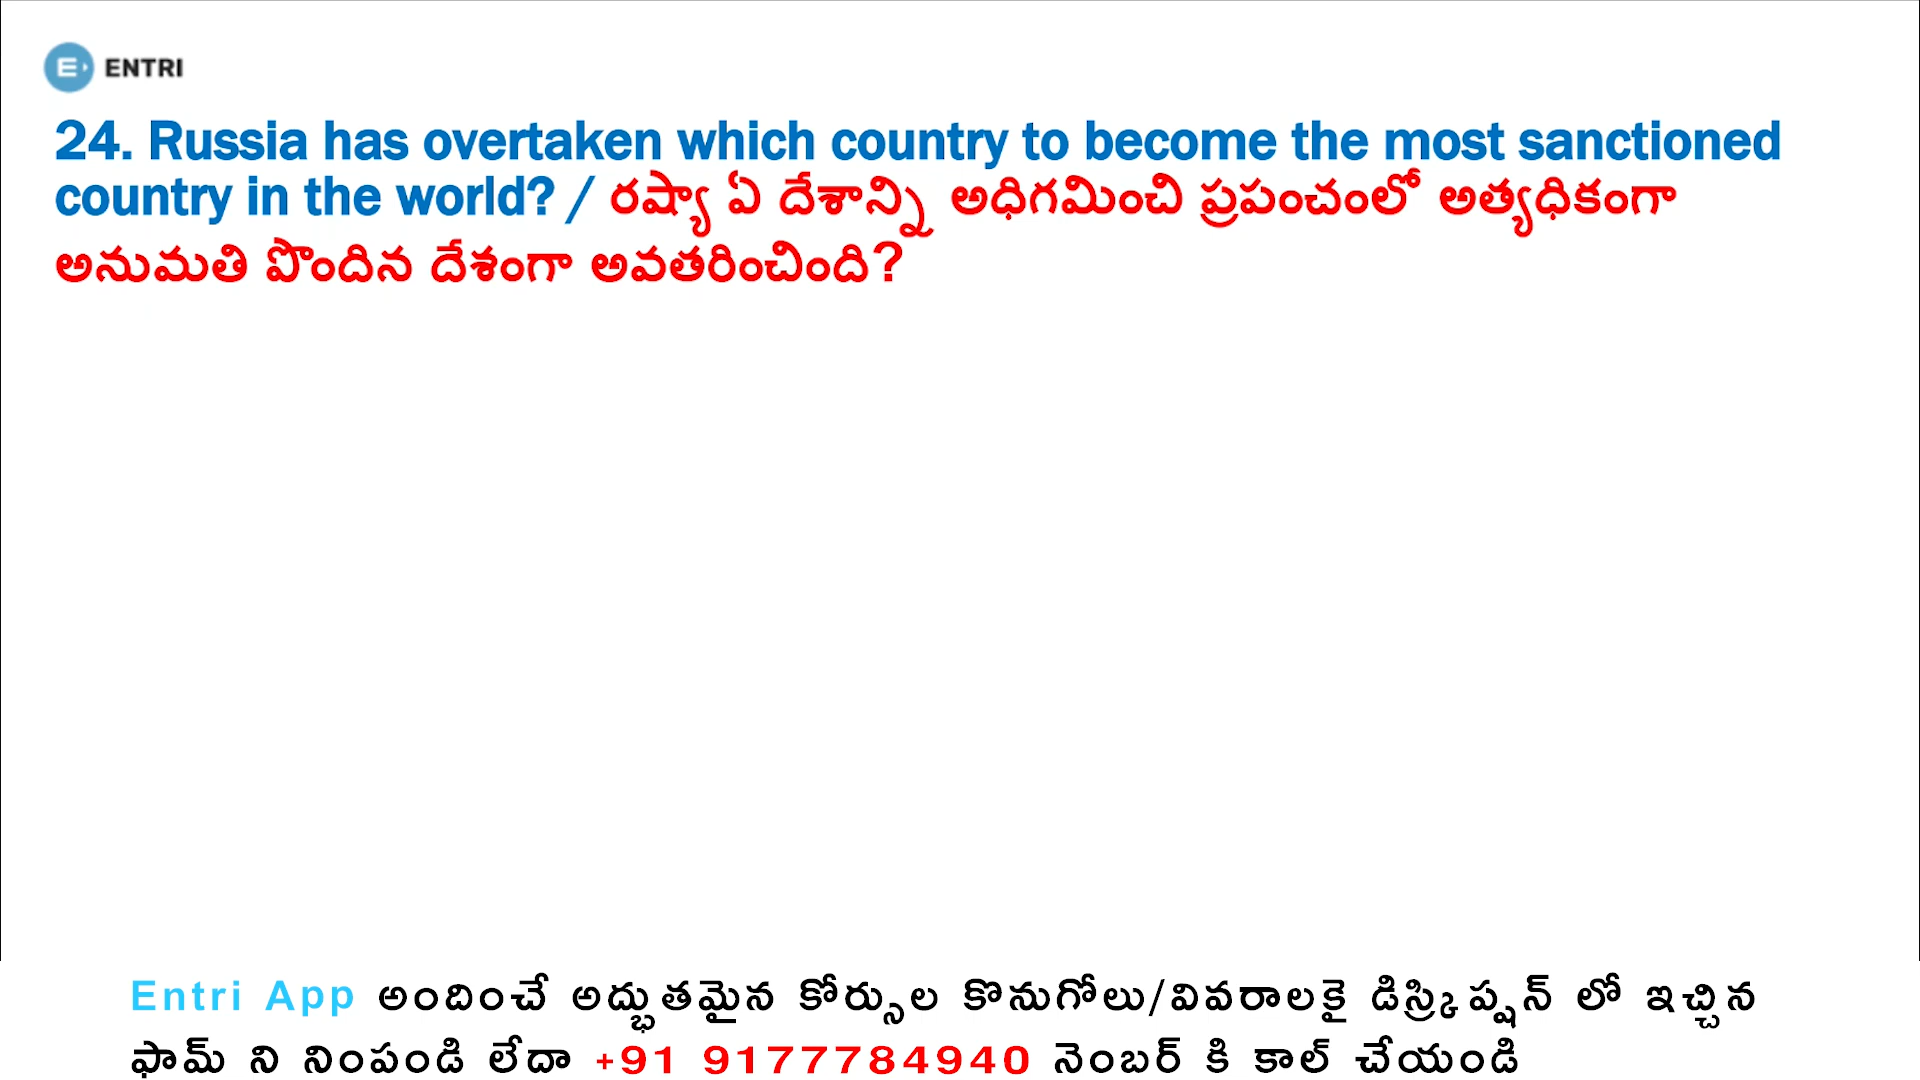 ENTRI
24. Russia has overtaken which country to become the most sanctioned
country in the world? / రష్యా ఏ దేశాన్ని అధిగమించి ప్రపంచంలో అత్యధికంగా
అనుమతి పొందిన దేశంగా అవతరించింది?
Entri App అందించే అద్భుతమైన కోర్సుల కొనుగోలు/వివరాలకై డిస్క్రిప్షన్ లో ఇచ్చిన
ఫామ్ ని నింపండి లేదా +91 9177784940 నెంబర్ కి కాల్ చేయండి